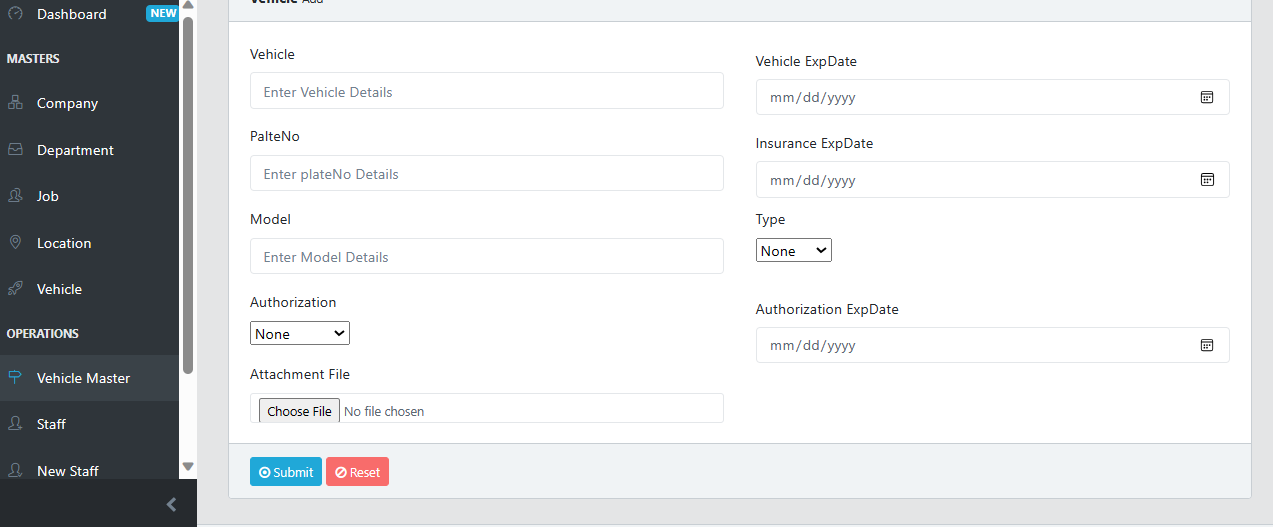 Dashboard NEW
MASTERS
Company
Department
Job
Location
Vehicle
OPERATIONS
Vehicle Master
Staff
New Staff
Vehicle Add
Vehicle
Enter Vehicle Details
PalteNo
Enter plateNo Details
Model
Enter Model Details
Authorization
None
Attachment File
Choose File No file chosen
Vehicle ExpDate
mm/dd/yyyy
Insurance ExpDate
mm/dd/yyyy
Type
None
Authorization ExpDate
mm/dd/yyyy
Submit Reset